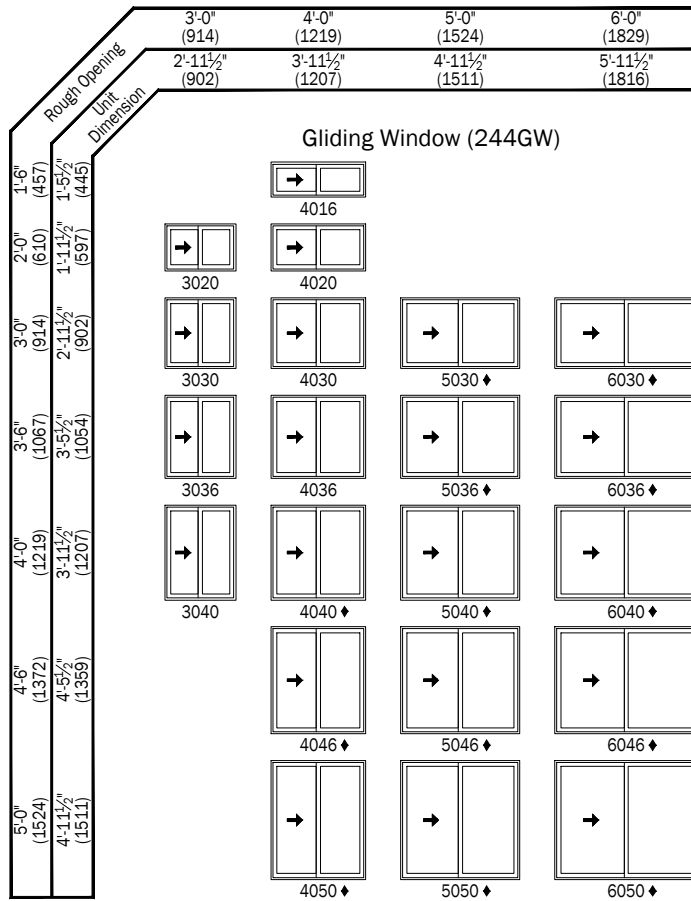 3'-0" 4'-0" 5'-0" 6'-0"
(914) (1219) (1524) (1829)
2'-11½" 3'-11½" 4'-11½" 5'-11½"
(902) (1207) (1511) (1816)
Rough Opening
Unit
Dimension
Gliding Window (244GW)
1'-6"
(457)
1'-5½"
(445)
4016
2'-0"
(610)
1'-11½"
(597)
3020 4020
3'-0"
(914)
2'-11½"
(902)
3030 4030 5030 ♦ 6030 ♦
3'-6"
(1067)
3'-5½"
(1054)
3036 4036 5036 ♦ 6036 ♦
4'-0"
(1219)
3'-11½"
(1207)
3040 4040 ♦ 5040 ♦ 6040 ♦
4'-6"
(1372)
4'-5½"
(1359)
4046 ♦ 5046 ♦ 6046 ♦
5'-0"
(1524)
4'-11½"
(1511)
4050 ♦ 5050 ♦ 6050 ♦